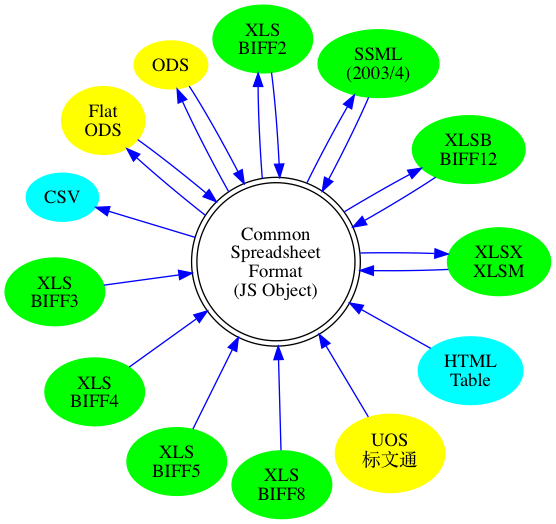 XLS
BIFF2
SSML
(2003/4)
ODS
Flat
ODS
XLSB
BIFF12
CSV
Common
Spreadsheet
Format
(JS Object)
XLSX
XLSM
XLS
BIFF3
HTML
Table
XLS
BIFF4
UOS
标文通
XLS
BIFF5
XLS
BIFF8